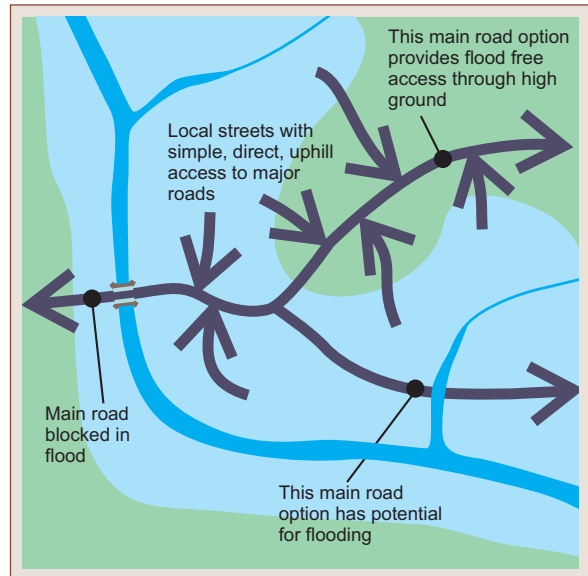 This main road option
provides flood free
access through high
ground
Local streets with
simple, direct, uphill
access to major
roads
Main road
blocked in
flood
This main road
option has potential
for flooding